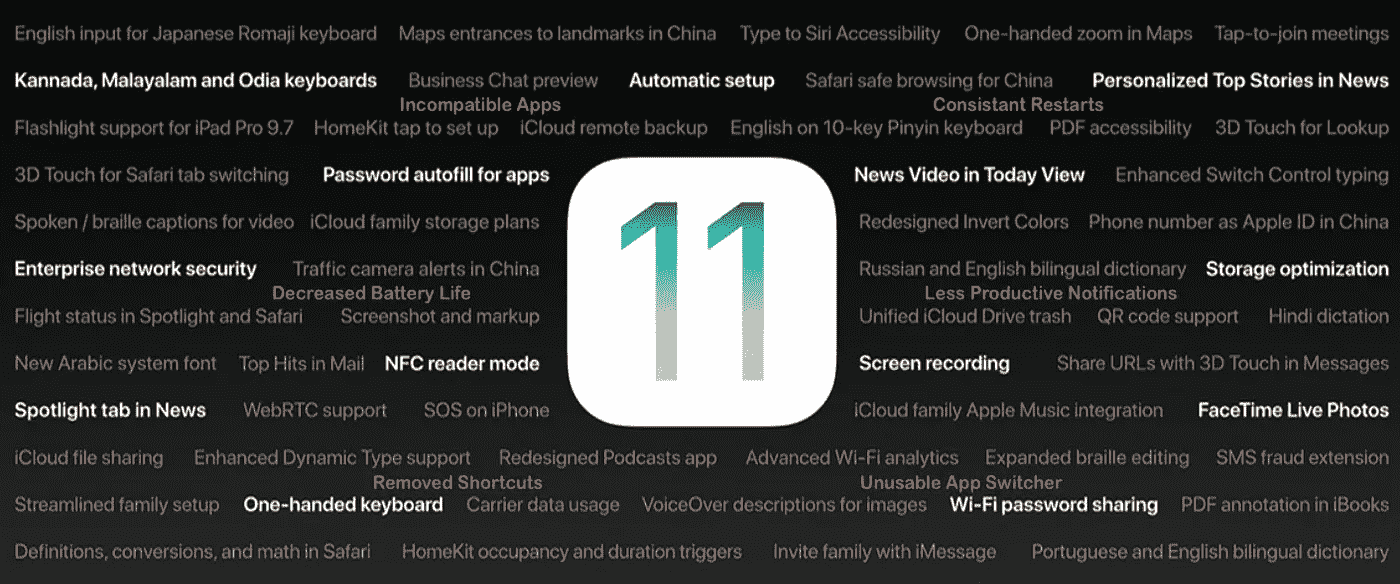 English input for Japanese Romaji keyboard Maps entrances to landmarks in China Type to Siri Accessibility One-handed zoom in Maps Tap-to-join meetings
Kannada, Malayalam and Odia keyboards Business Chat preview Automatic setup Safari safe browsing for China Personalized Top Stories in News
Incompatible Apps Consistant Restarts
Flashlight support for iPad Pro 9.7 HomeKit tap to set up iCloud remote backup English on 10-key Pinyin keyboard PDF accessibility 3D Touch for Lookup
3D Touch for Safari tab switching Password autofill for apps News Video in Today View Enhanced Switch Control typing
Spoken / braille captions for video iCloud family storage plans Redesigned Invert Colors Phone number as Apple ID in China
Enterprise network security Traffic camera alerts in China Russian and English bilingual dictionary Storage optimization
Decreased Battery Life Less Productive Notifications
Flight status in Spotlight and Safari Screenshot and markup Unified iCloud Drive trash QR code support Hindi dictation
11
New Arabic system font Top Hits in Mail NFC reader mode Screen recording Share URLs with 3D Touch in Messages
Spotlight tab in News WebRTC support SOS on iPhone iCloud family Apple Music integration FaceTime Live Photos
iCloud file sharing Enhanced Dynamic Type support Redesigned Podcasts app Advanced Wi-Fi analytics Expanded braille editing SMS fraud extension
Removed Shortcuts Unusable App Switcher
Streamlined family setup One-handed keyboard Carrier data usage VoiceOver descriptions for images Wi-Fi password sharing PDF annotation in iBooks
Definitions, conversions, and math in Safari HomeKit occupancy and duration triggers Invite family with iMessage Portuguese and English bilingual dictionary